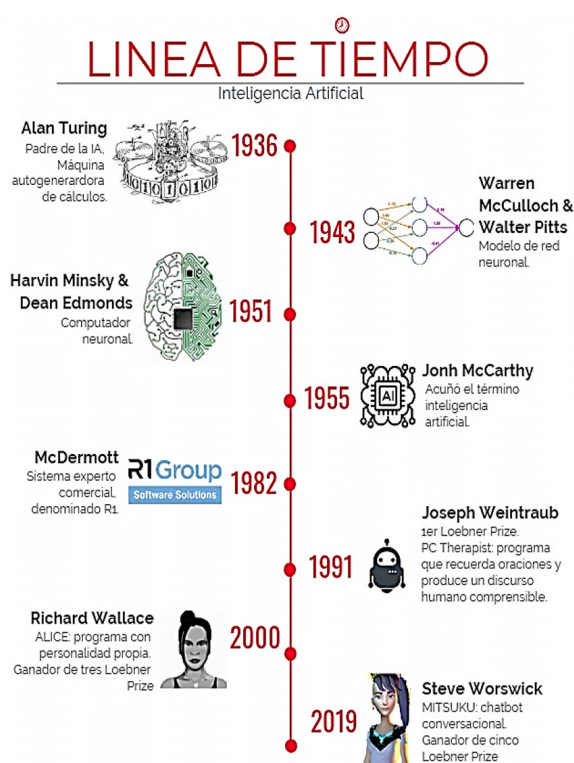 LINEA DE TIEMPO
Inteligencia Artificial
Alan Turing
Padre de la IA,
Máquina
autogenerardora
de cálculos.
1936
1943
Warren
McCulloch &
Walter Pitts
Modelo de red
neuronal.
Harvin Minsky &
Dean Edmonds
Computador
neuronal.
1951
1955
AI
Jonh McCarthy
Acuñó el término
inteligencia
artificial.
McDermott
Sistema experto
comercial,
denominado R1.
R1Group
Software Solutions
1982
1991
Joseph Weintraub
1er Loebner Prize.
PC Therapist: programa
que recuerda oraciones y
produce un discurso
humano comprensible.
Richard Wallace
ALICE: programa con
personalidad propia.
Ganador de tres Loebner
Prize
2000
2019
Steve Worswick
MITSUKU: chatbot
conversacional.
Ganador de cinco
Loebner Prize